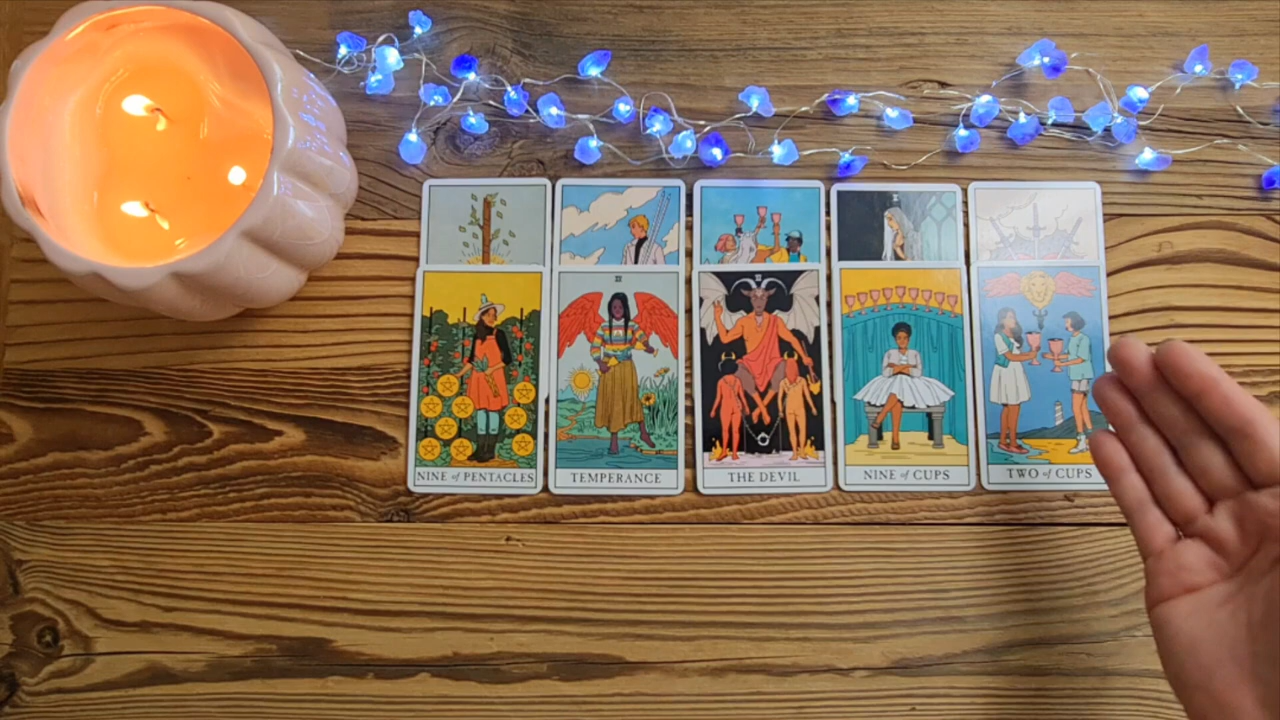 NINE of PENTACLES
TEMPERANCE
THE DEVIL
NINE of CUPS
TWO of CUPS